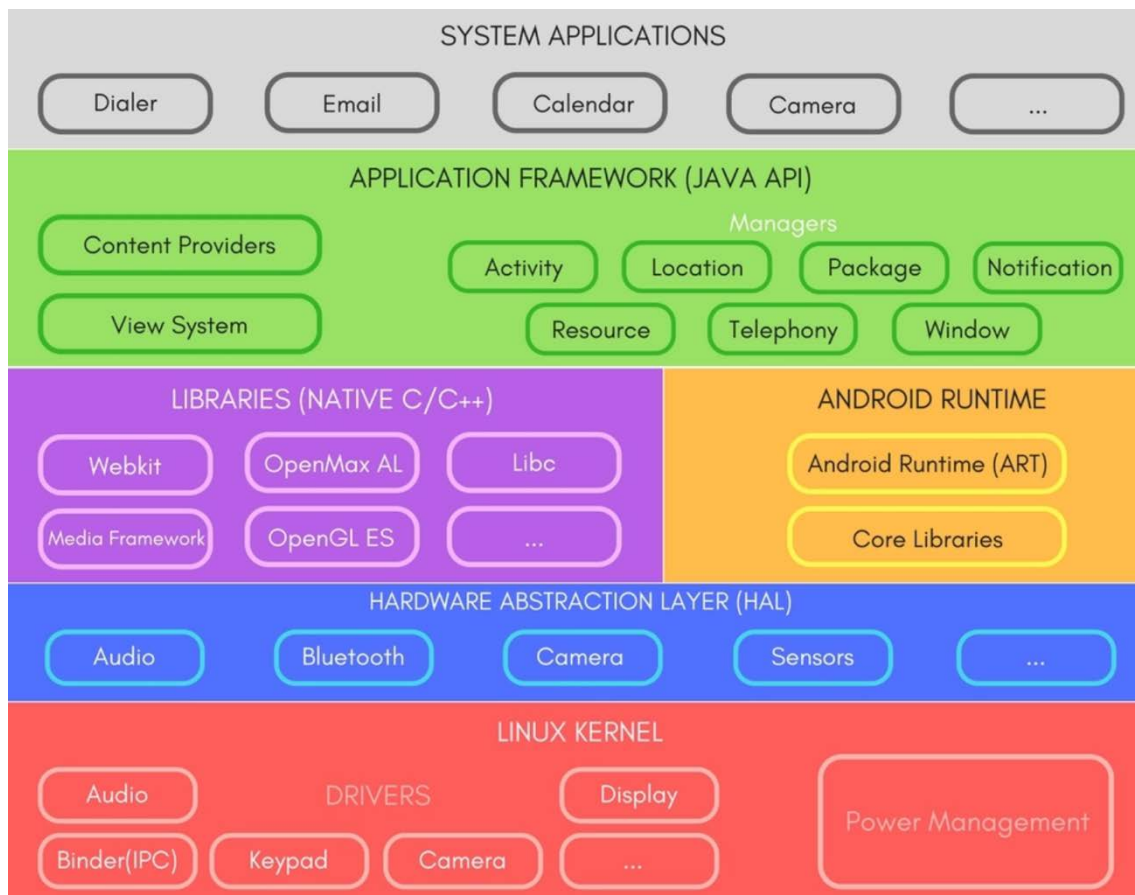 SYSTEM APPLICATIONS
Dialer
Email
Calendar
Camera
...
APPLICATION FRAMEWORK (JAVA API)
Content Providers
View System
Managers
Activity
Location
Package
Notification
Resource
Telephony
Window
LIBRARIES (NATIVE C/C++)
Webkit
OpenMax AL
Libc
Media Framework
OpenGL ES
...
ANDROID RUNTIME
Android Runtime (ART)
Core Libraries
HARDWARE ABSTRACTION LAYER (HAL)
Audio
Bluetooth
Camera
Sensors
...
LINUX KERNEL
DRIVERS
Audio
Display
Binder(IPC)
Keypad
Camera
...
Power Management